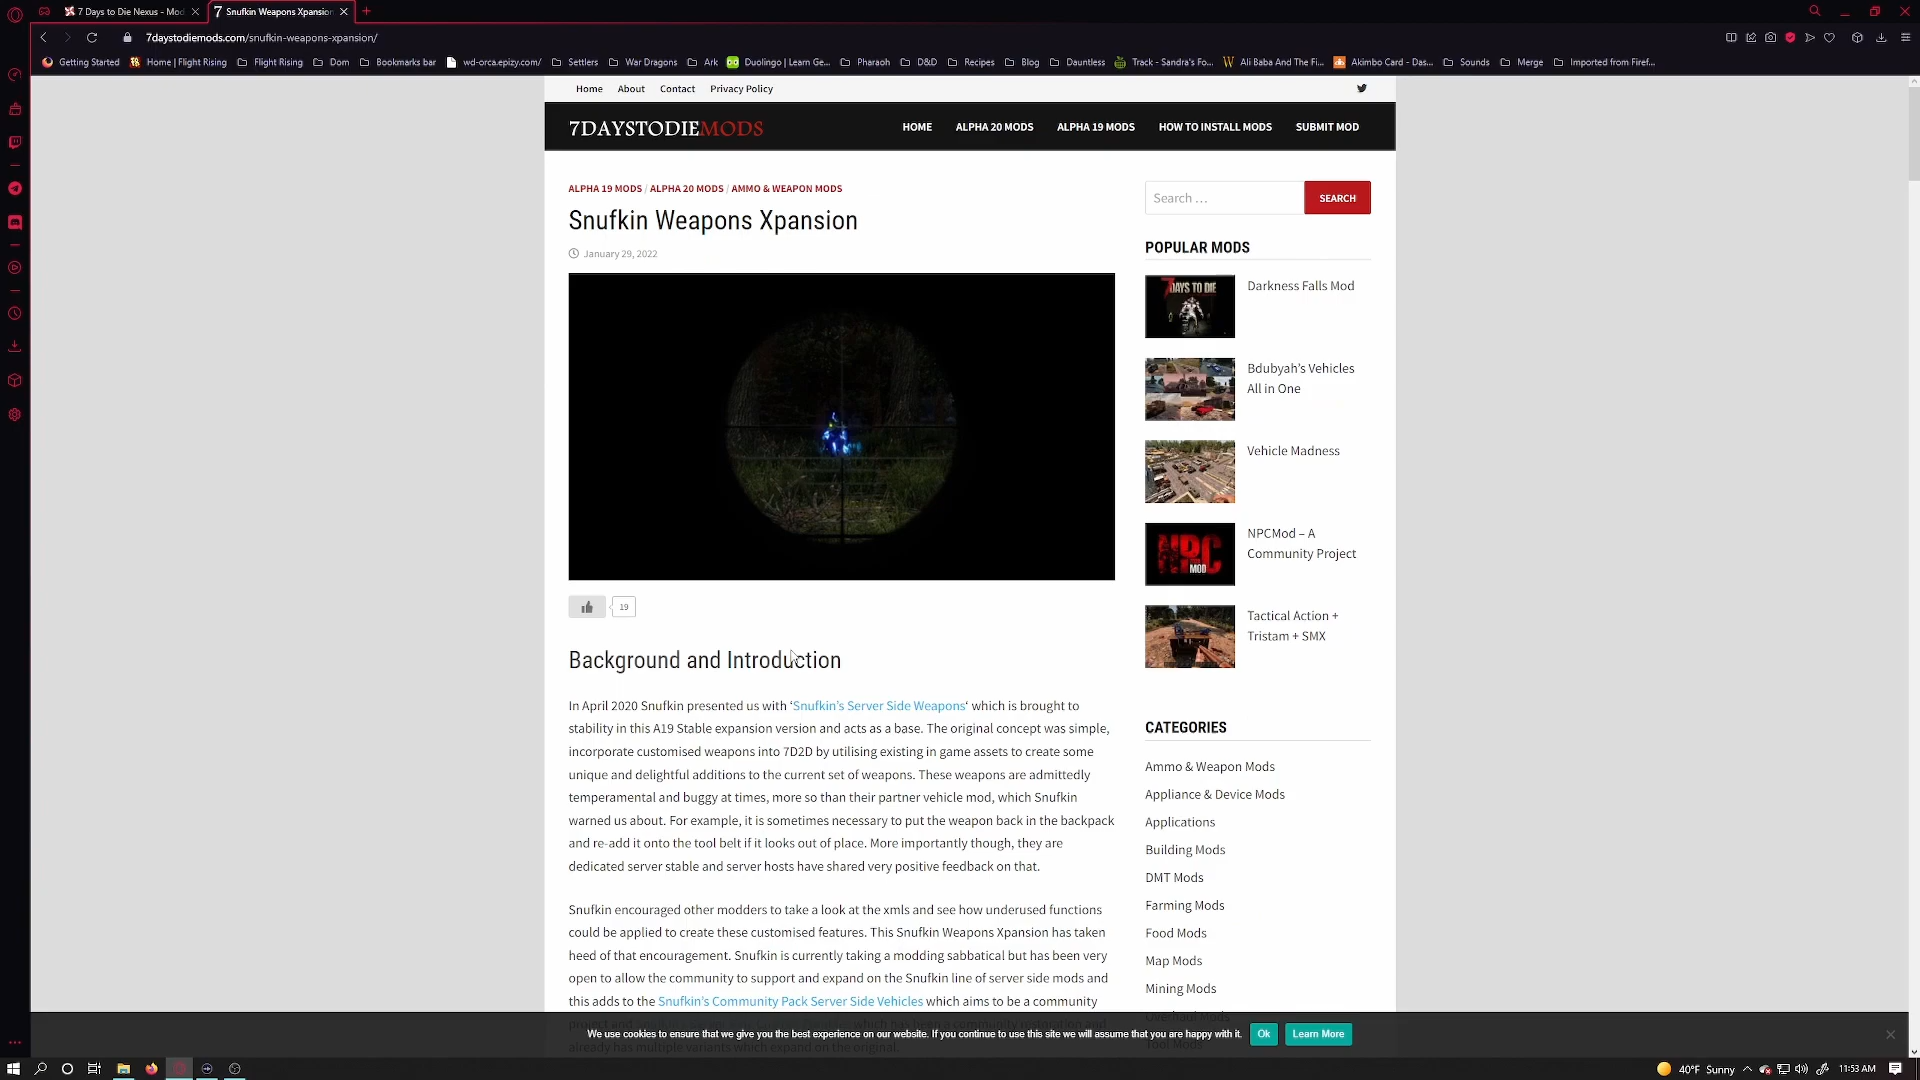 7 Days to Die Nexus - Mod
Snufkin Weapons Xpansion
7daystodiemods.com/snufkin-weapons-xpansion/
Getting Started
Home | Flight Rising
Flight Rising
Dom
Bookmarks bar
wd-orca.epizy.com/
Settlers
War Dragons
Ark
Duolingo | Learn Ge...
Pharaoh
D&D
Recipes
Blog
Dauntless
Track - Sandra's Fo...
Ali Baba And The Fi...
Akimbo Card - Das...
Sounds
Merge
Imported from Firef...
Home
About
Contact
Privacy Policy
7DAYSTODIEMODS
HOME
ALPHA 20 MODS
ALPHA 19 MODS
HOW TO INSTALL MODS
SUBMIT MOD
ALPHA 19 MODS / ALPHA 20 MODS / AMMO & WEAPON MODS
Snufkin Weapons Xpansion
January 29, 2022
19
Background and Introduction
In April 2020 Snufkin presented us with ‘Snufkin’s Server Side Weapons‘ which is brought to
stability in this A19 Stable expansion version and acts as a base. The original concept was simple,
incorporate customised weapons into 7D2D by utilising existing in game assets to create some
unique and delightful additions to the current set of weapons. These weapons are admittedly
temperamental and buggy at times, more so than their partner vehicle mod, which Snufkin
warned us about. For example, it is sometimes necessary to put the weapon back in the backpack
and re-add it onto the tool belt if it looks out of place. More importantly though, they are
dedicated server stable and server hosts have shared very positive feedback on that.
Snufkin encouraged other modders to take a look at the xmls and see how underused functions
could be applied to create these customised features. This Snufkin Weapons Xpansion has taken
heed of that encouragement. Snufkin is currently taking a modding sabbatical but has been very
open to allow the community to support and expand on the Snufkin line of server side mods and
this adds to the Snufkin’s Community Pack Server Side Vehicles which aims to be a community
already has multiple variants which expand on the original.
Search …
SEARCH
POPULAR MODS
7 DAYS TO DIE
Darkness Falls Mod
Bdubyah’s Vehicles
All in One
Vehicle Madness
NPC
MOD
NPCMod – A
Community Project
Tactical Action +
Tristam + SMX
CATEGORIES
Ammo & Weapon Mods
Appliance & Device Mods
Applications
Building Mods
DMT Mods
Farming Mods
Food Mods
Map Mods
Mining Mods
Tool Mods
We use cookies to ensure that we give you the best experience on our website. If you continue to use this site we will assume that you are happy with it.
Ok
Learn More
40°F Sunny
11:53 AM